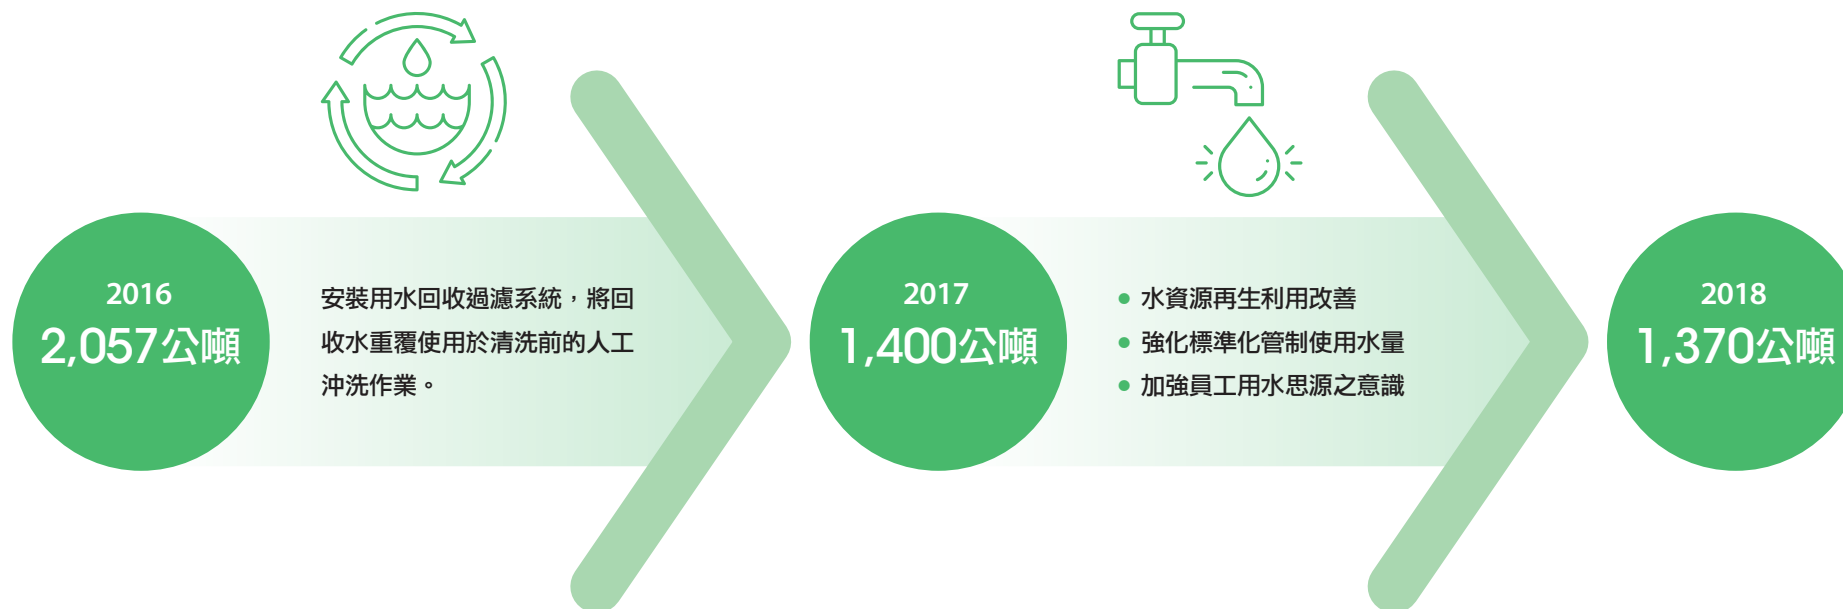 2016
2,057公噸
安裝用水回收過濾系統，將回
收水重覆使用於清洗前的人工
沖洗作業。
2017
1,400公噸
• 水資源再生利用改善
• 強化標準化管制使用水量
• 加強員工用水思源之意識
2018
1,370公噸